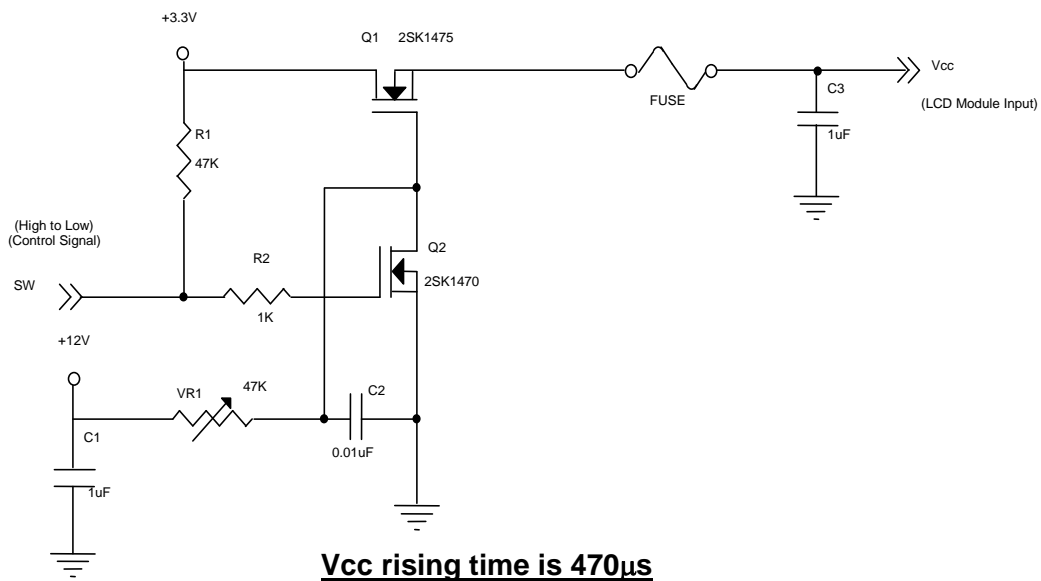 +3.3V
Q1 2SK1475
Vcc
FUSE
C3
(LCD Module Input)
R1
1uF
47K
(High to Low)
(Control Signal)
Q2
SW
R2
2SK1470
1K
+12V
VR1
47K
C2
C1
0.01uF
1uF
Vcc rising time is 470μs